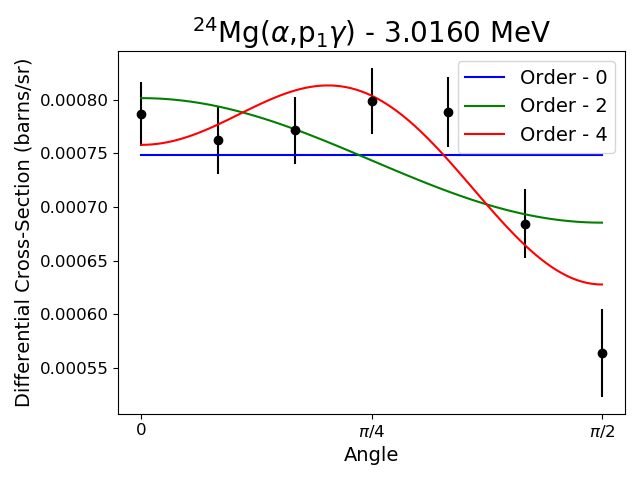 ²⁴Mg(α,p₁γ) - 3.0160 MeV
Differential Cross-Section (barns/sr)
0.00080
0.00075
0.00070
0.00065
0.00060
0.00055
Order - 0
Order - 2
Order - 4
0
π/4
π/2
Angle